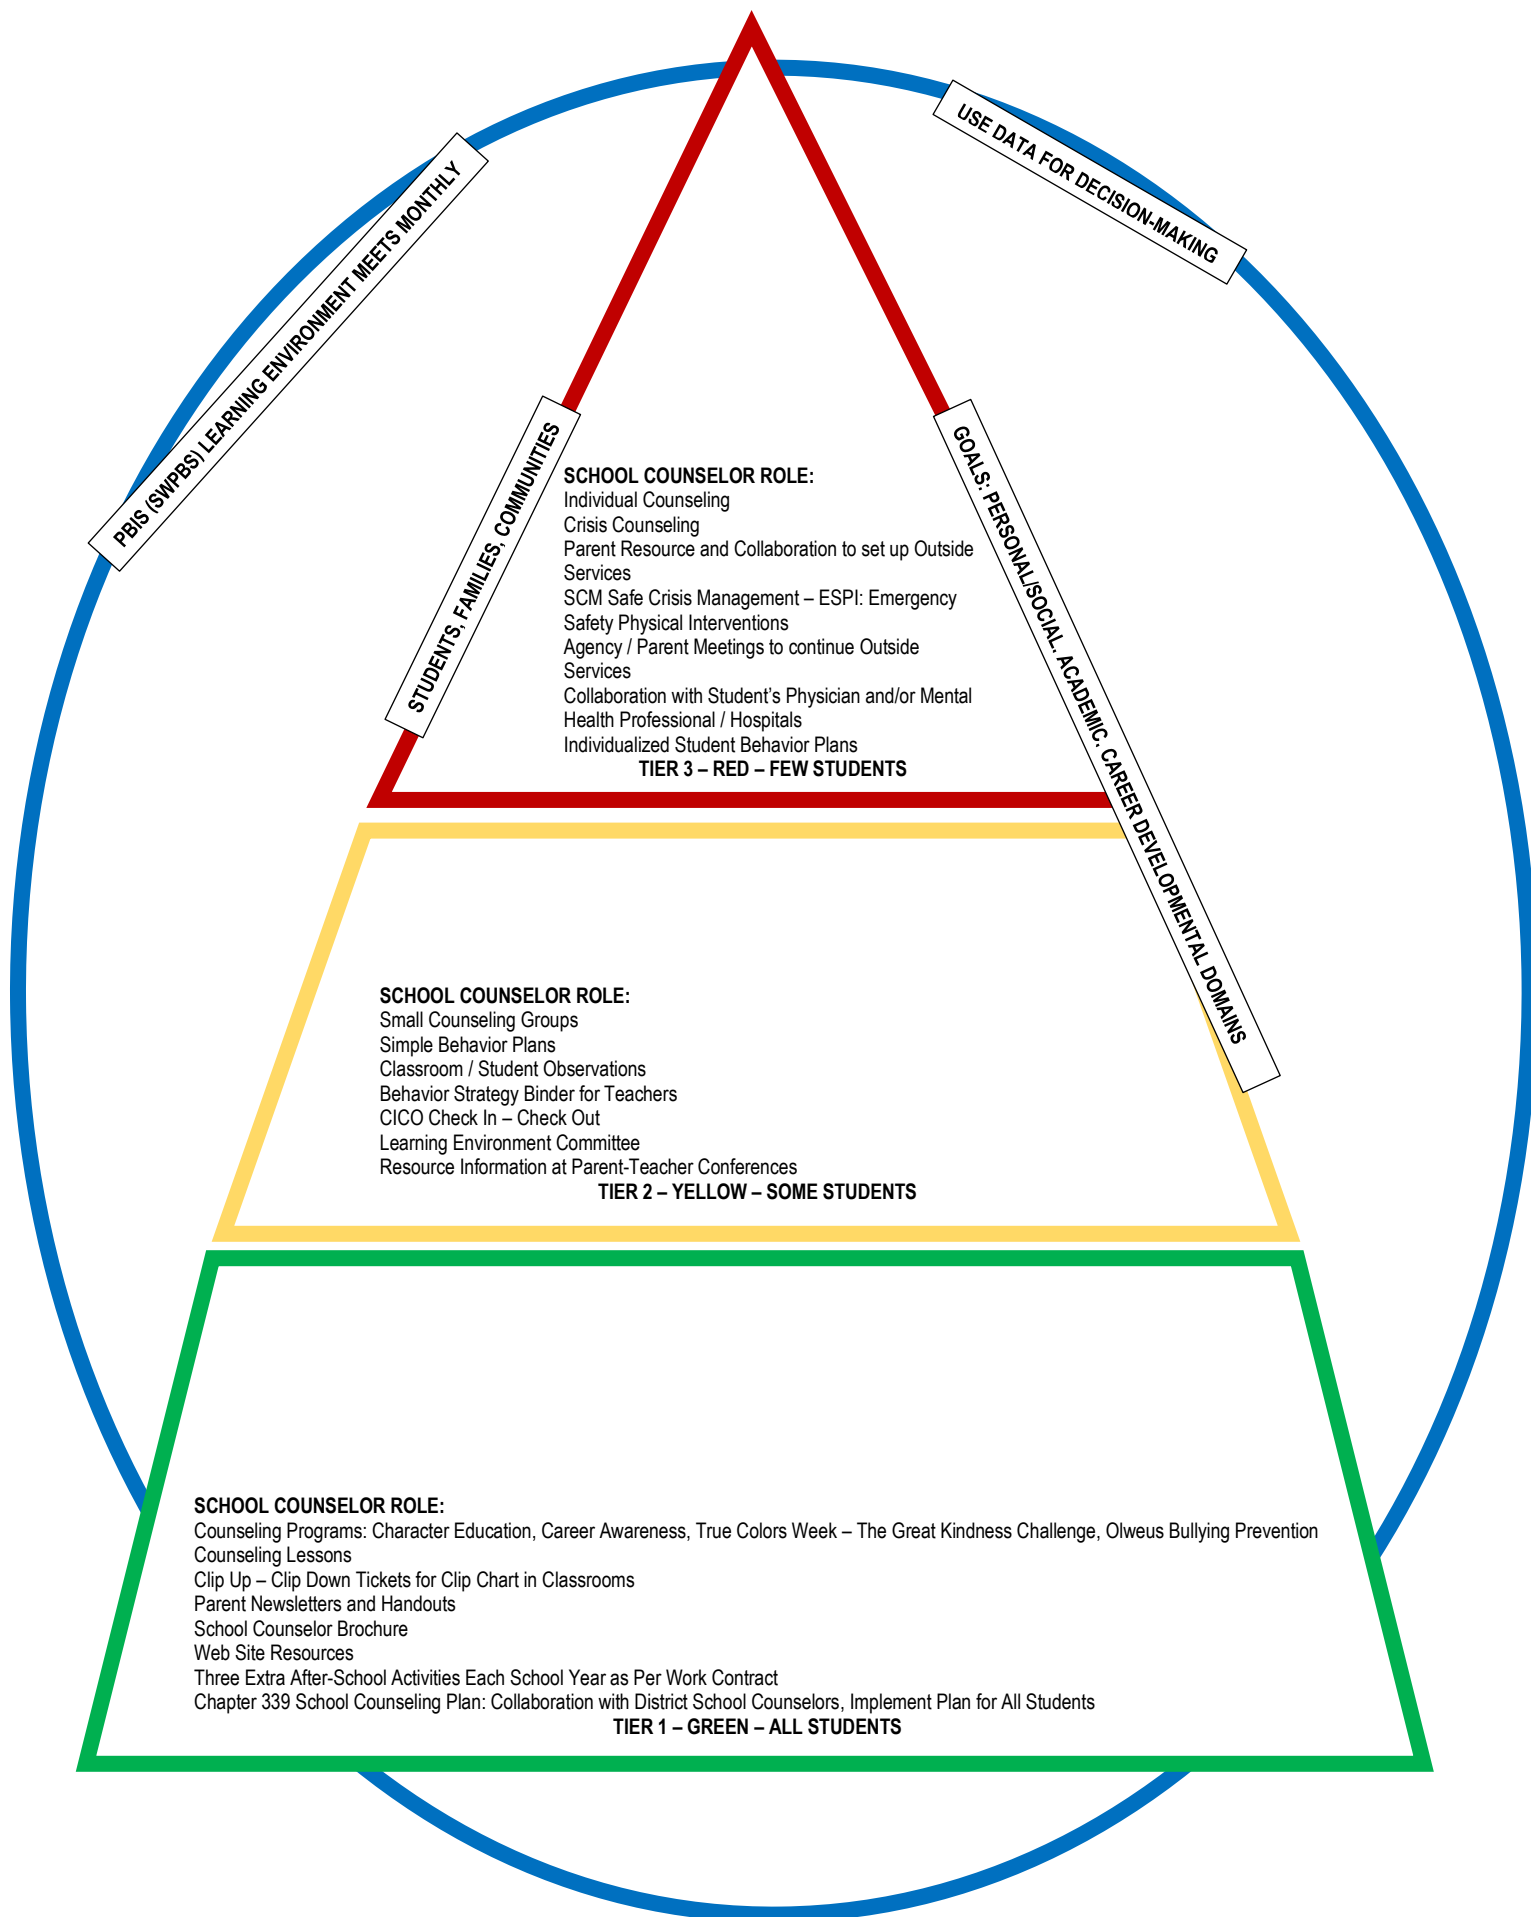 USE DATA FOR DECISION-MAKING
PBIS (SWPBS) LEARNING ENVIRONMENT MEETS MONTHLY
STUDENTS, FAMILIES, COMMUNITIES
GOALS: PERSONAL/SOCIAL. ACADEMIC. CAREER DEVELOPMENTAL DOMAINS
SCHOOL COUNSELOR ROLE:
Individual Counseling
Crisis Counseling
Parent Resource and Collaboration to set up Outside
Services
SCM Safe Crisis Management – ESPI: Emergency
Safety Physical Interventions
Agency / Parent Meetings to continue Outside
Services
Collaboration with Student’s Physician and/or Mental
Health Professional / Hospitals
Individualized Student Behavior Plans
TIER 3 – RED – FEW STUDENTS
SCHOOL COUNSELOR ROLE:
Small Counseling Groups
Simple Behavior Plans
Classroom / Student Observations
Behavior Strategy Binder for Teachers
CICO Check In – Check Out
Learning Environment Committee
Resource Information at Parent-Teacher Conferences
TIER 2 – YELLOW – SOME STUDENTS
SCHOOL COUNSELOR ROLE:
Counseling Programs: Character Education, Career Awareness, True Colors Week – The Great Kindness Challenge, Olweus Bullying Prevention
Counseling Lessons
Clip Up – Clip Down Tickets for Clip Chart in Classrooms
Parent Newsletters and Handouts
School Counselor Brochure
Web Site Resources
Three Extra After-School Activities Each School Year as Per Work Contract
Chapter 339 School Counseling Plan: Collaboration with District School Counselors, Implement Plan for All Students
TIER 1 – GREEN – ALL STUDENTS